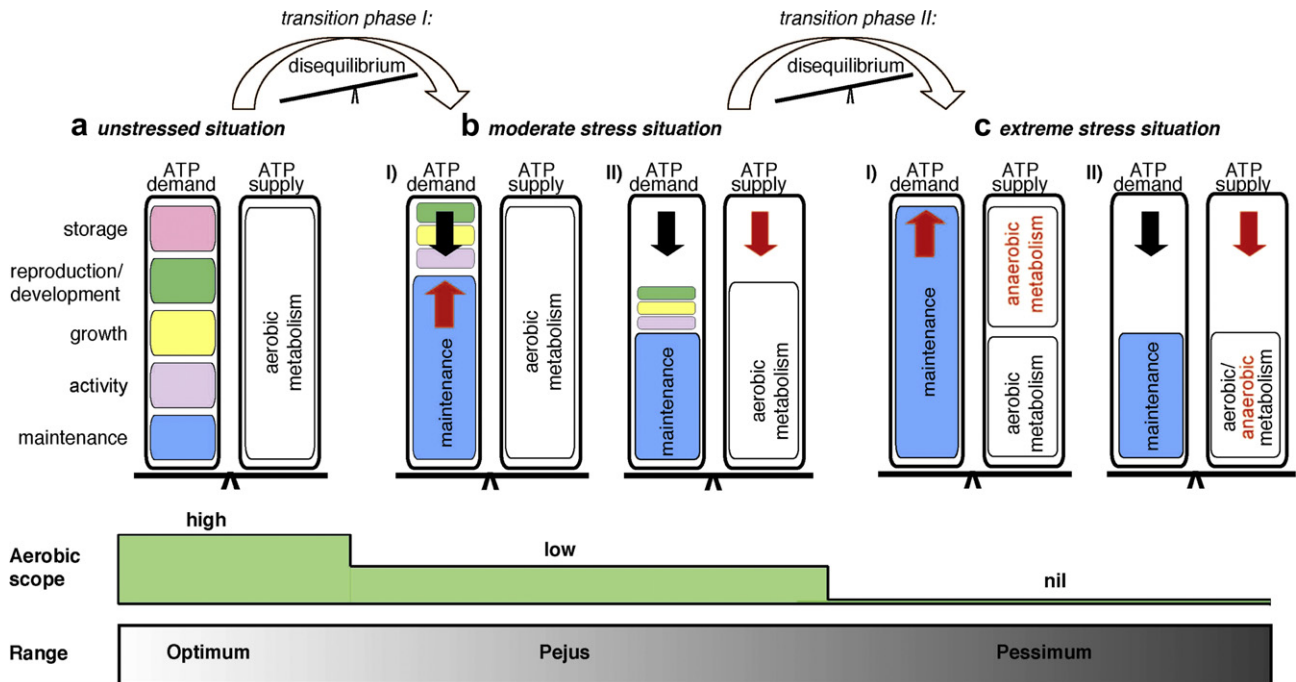 transition phase I:
disequilibrium
transition phase II:
disequilibrium
a unstressed situation
b moderate stress situation
c extreme stress situation
ATP
demand
ATP
supply
I)
ATP
demand
ATP
supply
II)
ATP
demand
ATP
supply
I)
ATP
demand
ATP
supply
II)
ATP
demand
ATP
supply
storage
reproduction/
development
growth
activity
maintenance
aerobic
metabolism
maintenance
aerobic
metabolism
maintenance
aerobic
metabolism
maintenance
anaerobic
metabolism
aerobic
metabolism
maintenance
aerobic/
anaerobic
metabolism
Aerobic
scope
high
low
nil
Range
Optimum
Pejus
Pessimum